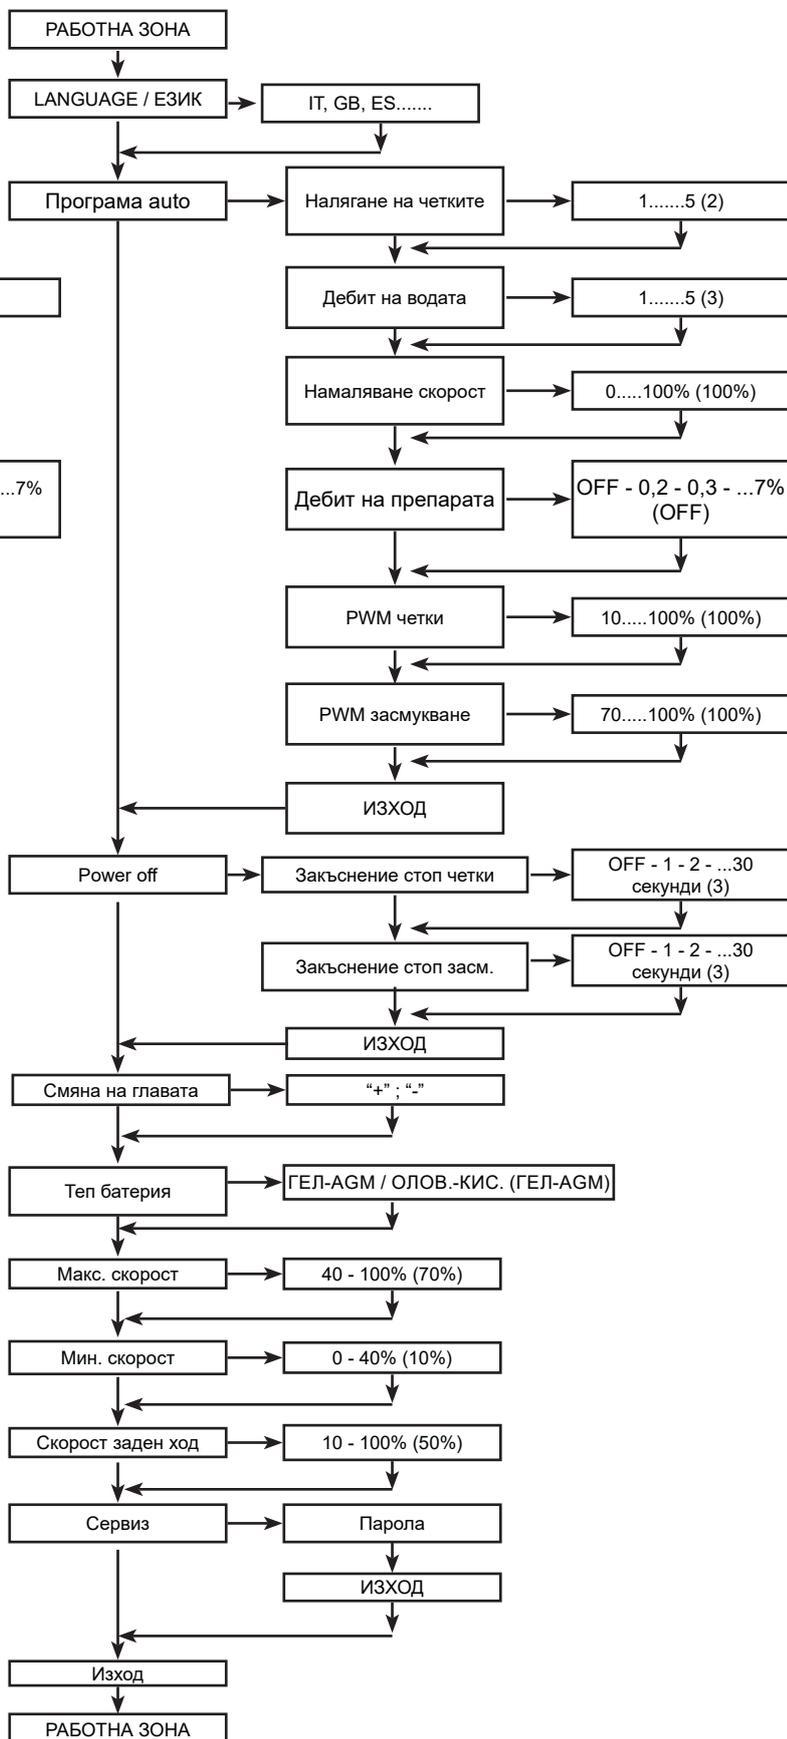 РАБОТНА ЗОНА
LANGUAGE / ЕЗИК
IT, GB, ES.......
Програма auto
Налягане на четките
1.......5 (2)
Дебит на водата
1.......5 (3)
Намаляване скорост
0.....100% (100%)
...7%
Дебит на препарата
OFF - 0,2 - 0,3 - ...7%
(OFF)
PWM четки
10.....100% (100%)
PWM засмукване
70.....100% (100%)
ИЗХОД
Power off
Закъснение стоп четки
OFF - 1 - 2 - ...30
секунди (3)
Закъснение стоп засм.
OFF - 1 - 2 - ...30
секунди (3)
ИЗХОД
Смяна на главата
“+” ; “-”
Теп батерия
ГЕЛ-AGM / ОЛОВ.-КИС. (ГЕЛ-AGM)
Макс. скорост
40 - 100% (70%)
Мин. скорост
0 - 40% (10%)
Скорост заден ход
10 - 100% (50%)
Сервиз
Парола
ИЗХОД
Изход
РАБОТНА ЗОНА